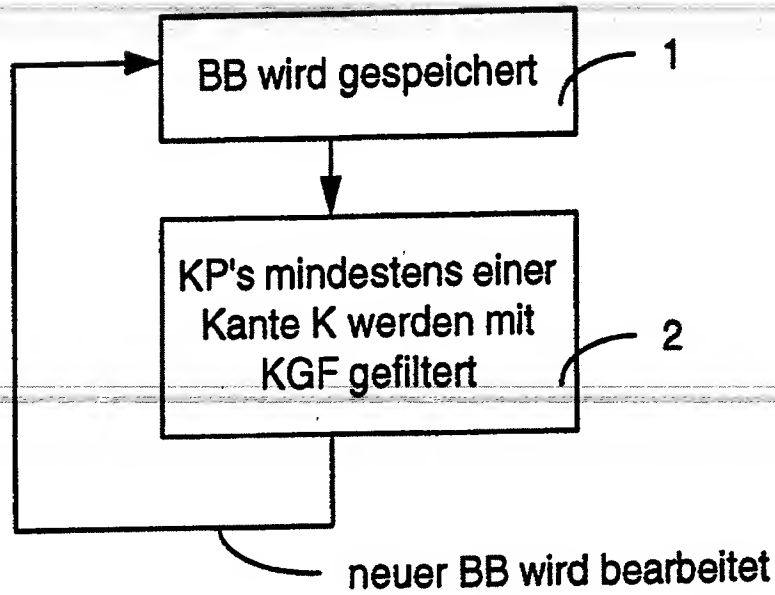 BB wird gespeichert
1
KP's mindestens einer
Kante K werden mit
KGF gefiltert
2
neuer BB wird bearbeitet